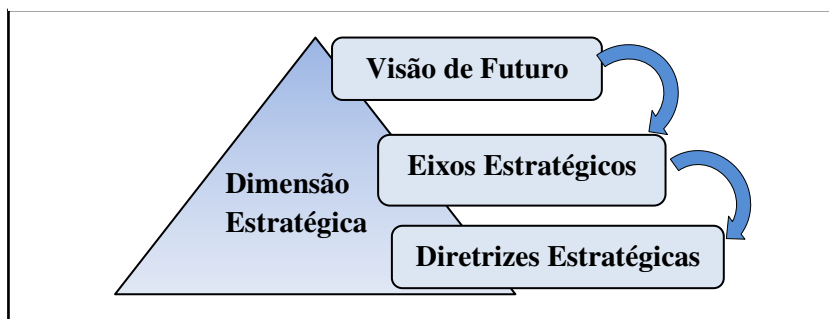 Visão de Futuro
Eixos Estratégicos
Dimensão
Estratégica
Diretrizes Estratégicas